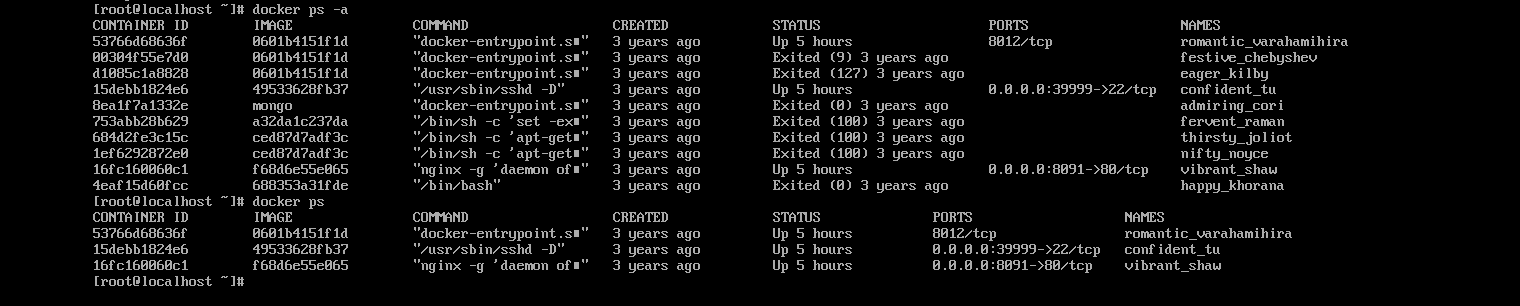 [root@localhost ~]# docker ps -a
CONTAINER ID        IMAGE               COMMAND                  CREATED             STATUS                     PORTS                   NAMES
53766d68636f        0601b4151f1d        "docker-entrypoint.s∎"   3 years ago         Up 5 hours                 8012/tcp                romantic_varahamihira
00304f55e7d0        0601b4151f1d        "docker-entrypoint.s∎"   3 years ago         Exited (9) 3 years ago                             festive_chebyshev
d1085c1a8828        0601b4151f1d        "docker-entrypoint.s∎"   3 years ago         Exited (127) 3 years ago                           eager_kilby
15debb1824e6        49533628fb37        "/usr/sbin/sshd -D"      3 years ago         Up 5 hours                 0.0.0.0:39999->22/tcp   confident_tu
8ea1f7a1332e        mongo               "docker-entrypoint.s∎"   3 years ago         Exited (0) 3 years ago                             admiring_cori
753abb28b629        a32da1c237da        "/bin/sh -c 'set -ex∎"   3 years ago         Exited (100) 3 years ago                           fervent_raman
684d2fe3c15c        ced87d7adf3c        "/bin/sh -c 'apt-get∎"   3 years ago         Exited (100) 3 years ago                           thirsty_joliot
1ef6292872e0        ced87d7adf3c        "/bin/sh -c 'apt-get∎"   3 years ago         Exited (100) 3 years ago                           nifty_noyce
16fc160060c1        f68d6e55e065        "nginx -g 'daemon of∎"   3 years ago         Up 5 hours                 0.0.0.0:8091->80/tcp    vibrant_shaw
4eaf15d60fcc        688353a31fde        "/bin/bash"              3 years ago         Exited (0) 3 years ago                             happy_khorana
[root@localhost ~]# docker ps
CONTAINER ID        IMAGE               COMMAND                  CREATED             STATUS              PORTS                   NAMES
53766d68636f        0601b4151f1d        "docker-entrypoint.s∎"   3 years ago         Up 5 hours          8012/tcp                romantic_varahamihira
15debb1824e6        49533628fb37        "/usr/sbin/sshd -D"      3 years ago         Up 5 hours          0.0.0.0:39999->22/tcp   confident_tu
16fc160060c1        f68d6e55e065        "nginx -g 'daemon of∎"   3 years ago         Up 5 hours          0.0.0.0:8091->80/tcp    vibrant_shaw
[root@localhost ~]#